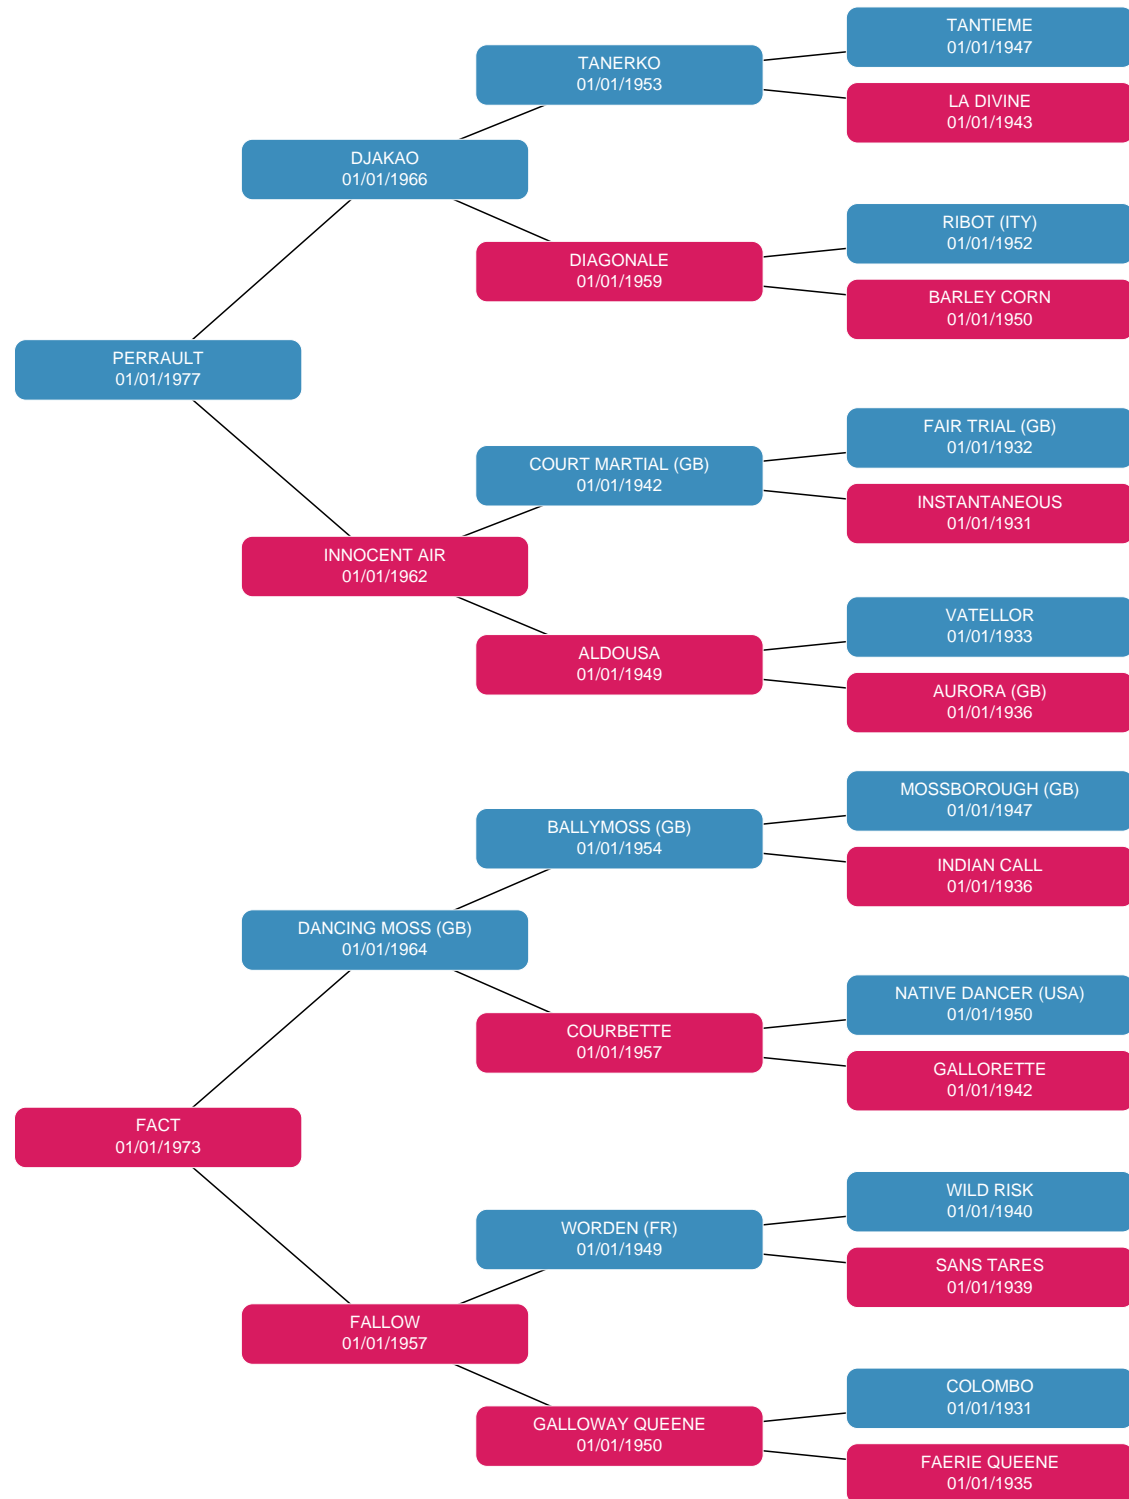 TANTIEME
01/01/1947
TANERKO
01/01/1953
LA DIVINE
01/01/1943
DJAKAO
01/01/1966
RIBOT (ITY)
01/01/1952
DIAGONALE
01/01/1959
BARLEY CORN
01/01/1950
PERRAULT
01/01/1977
FAIR TRIAL (GB)
01/01/1932
COURT MARTIAL (GB)
01/01/1942
INSTANTANEOUS
01/01/1931
INNOCENT AIR
01/01/1962
VATELLOR
01/01/1933
ALDOUSA
01/01/1949
AURORA (GB)
01/01/1936
MOSSBOROUGH (GB)
01/01/1947
BALLYMOSS (GB)
01/01/1954
INDIAN CALL
01/01/1936
DANCING MOSS (GB)
01/01/1964
NATIVE DANCER (USA)
01/01/1950
COURBETTE
01/01/1957
GALLORETTE
01/01/1942
FACT
01/01/1973
WILD RISK
01/01/1940
WORDEN (FR)
01/01/1949
SANS TARES
01/01/1939
FALLOW
01/01/1957
COLOMBO
01/01/1931
GALLOWAY QUEENE
01/01/1950
FAERIE QUEENE
01/01/1935